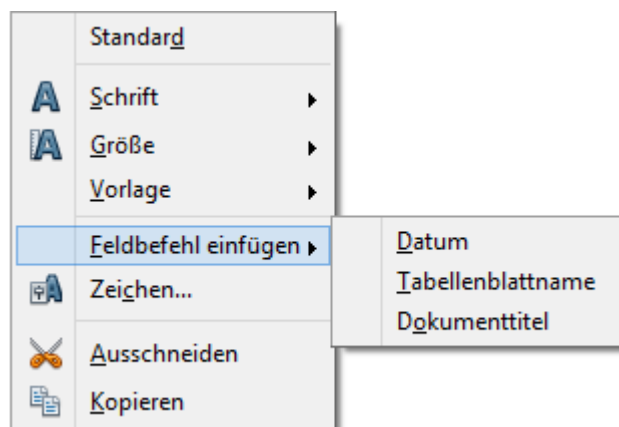 Standard
Schrift
Größe
Vorlage
Feldbefehl einfügen
Datum
Tabellenblattname
Dokumenttitel
Zeichen...
Ausschneiden
Kopieren